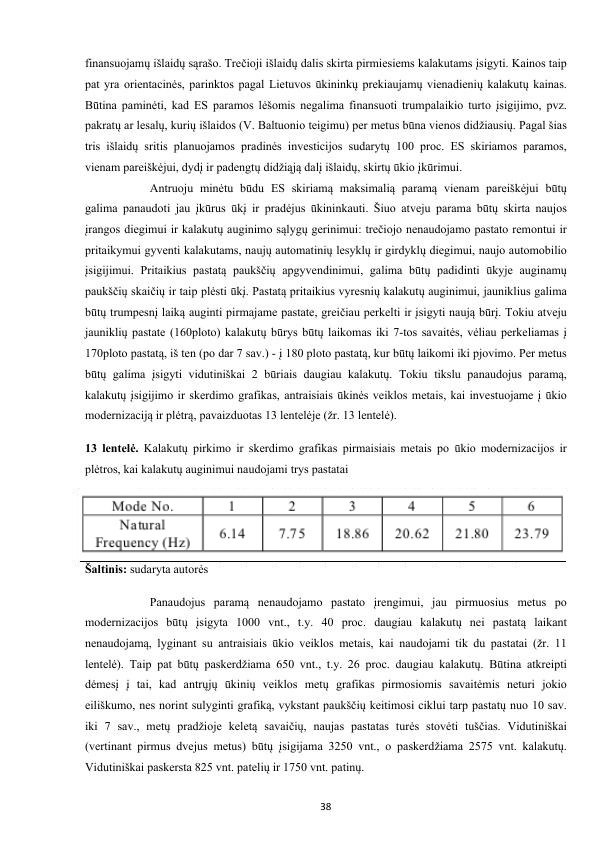 finansuojamų išlaidų sąrašo. Trečioji išlaidų dalis skirta pirmiesiems kalakutams įsigyti. Kainos taip
pat yra orientacinės, parinktos pagal Lietuvos ūkininkų prekiaujamų vienadienių kalakutų kainas.
Būtina paminėti, kad ES paramos lėšomis negalima finansuoti trumpalaikio turto įsigijimo, pvz.
pakratų ar lesalų, kurių išlaidos (V. Baltuonio teigimu) per metus būna vienos didžiausių. Pagal šias
tris išlaidų sritis planuojamos pradinės investicijos sudarytų 100 proc. ES skiriamos paramos,
vienam pareiškėjui, dydį ir padengtų didžiąją dalį išlaidų, skirtų ūkio įkūrimui.
Antruoju minėtu būdu ES skiriamą maksimalią paramą vienam pareiškėjui būtų
galima panaudoti jau įkūrus ūkį ir pradėjus ūkininkauti. Šiuo atveju parama būtų skirta naujos
įrangos diegimui ir kalakutų auginimo sąlygų gerinimui: trečiojo nenaudojamo pastato remontui ir
pritaikymui gyventi kalakutams, naujų automatinių lesyklų ir girdyklų diegimui, naujo automobilio
įsigijimui. Pritaikius pastatą paukščių apgyvendinimui, galima būtų padidinti ūkyje auginamų
paukščių skaičių ir taip plėsti ūkį. Pastatą pritaikius vyresnių kalakutų auginimui, jauniklius galima
būtų trumpesnį laiką auginti pirmajame pastate, greičiau perkelti ir įsigyti naują būrį. Tokiu atveju
jauniklių pastate (160ploto) kalakutų būrys būtų laikomas iki 7-tos savaitės, vėliau perkeliamas į
170ploto pastatą, iš ten (po dar 7 sav.) - į 180 ploto pastatą, kur būtų laikomi iki pjovimo. Per metus
būtų galima įsigyti vidutiniškai 2 būriais daugiau kalakutų. Tokiu tikslu panaudojus paramą,
kalakutų įsigijimo ir skerdimo grafikas, antraisiais ūkinės veiklos metais, kai investuojame į ūkio
modernizaciją ir plėtrą, pavaizduotas 13 lentelėje (žr. 13 lentelė).
13 lentelė. Kalakutų pirkimo ir skerdimo grafikas pirmaisiais metais po ūkio modernizacijos ir
plėtros, kai kalakutų auginimui naudojami trys pastatai
Mode No. 1 2 3 4 5 6
Natural
Frequency (Hz) 6.14 7.75 18.86 20.62 21.80 23.79
Šaltinis: sudaryta autorės
Panaudojus paramą nenaudojamo pastato įrengimui, jau pirmuosius metus po
modernizacijos būtų įsigyta 1000 vnt., t.y. 40 proc. daugiau kalakutų nei pastatą laikant
nenaudojamą, lyginant su antraisiais ūkio veiklos metais, kai naudojami tik du pastatai (žr. 11
lentelė). Taip pat būtų paskerdžiama 650 vnt., t.y. 26 proc. daugiau kalakutų. Būtina atkreipti
dėmesį į tai, kad antrųjų ūkinių veiklos metų grafikas pirmosiomis savaitėmis neturi jokio
eiliškumo, nes norint sulyginti grafiką, vykstant paukščių keitimosi ciklui tarp pastatų nuo 10 sav.
iki 7 sav., metų pradžioje keletą savaičių, naujas pastatas turės stovėti tuščias. Vidutiniškai
(vertinant pirmus dvejus metus) būtų įsigijama 3250 vnt., o paskerdžiama 2575 vnt. kalakutų.
Vidutiniškai paskersta 825 vnt. patelių ir 1750 vnt. patinų.
38